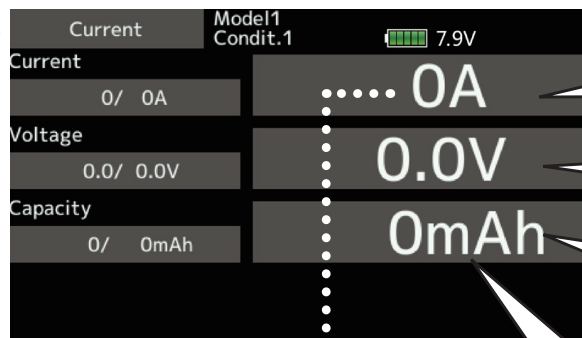 Current
Model1
Condit.1
7.9V
Current
0/ 0A
0A
Voltage
0.0/ 0.0V
0.0V
Capacity
0/ 0mAh
0mAh